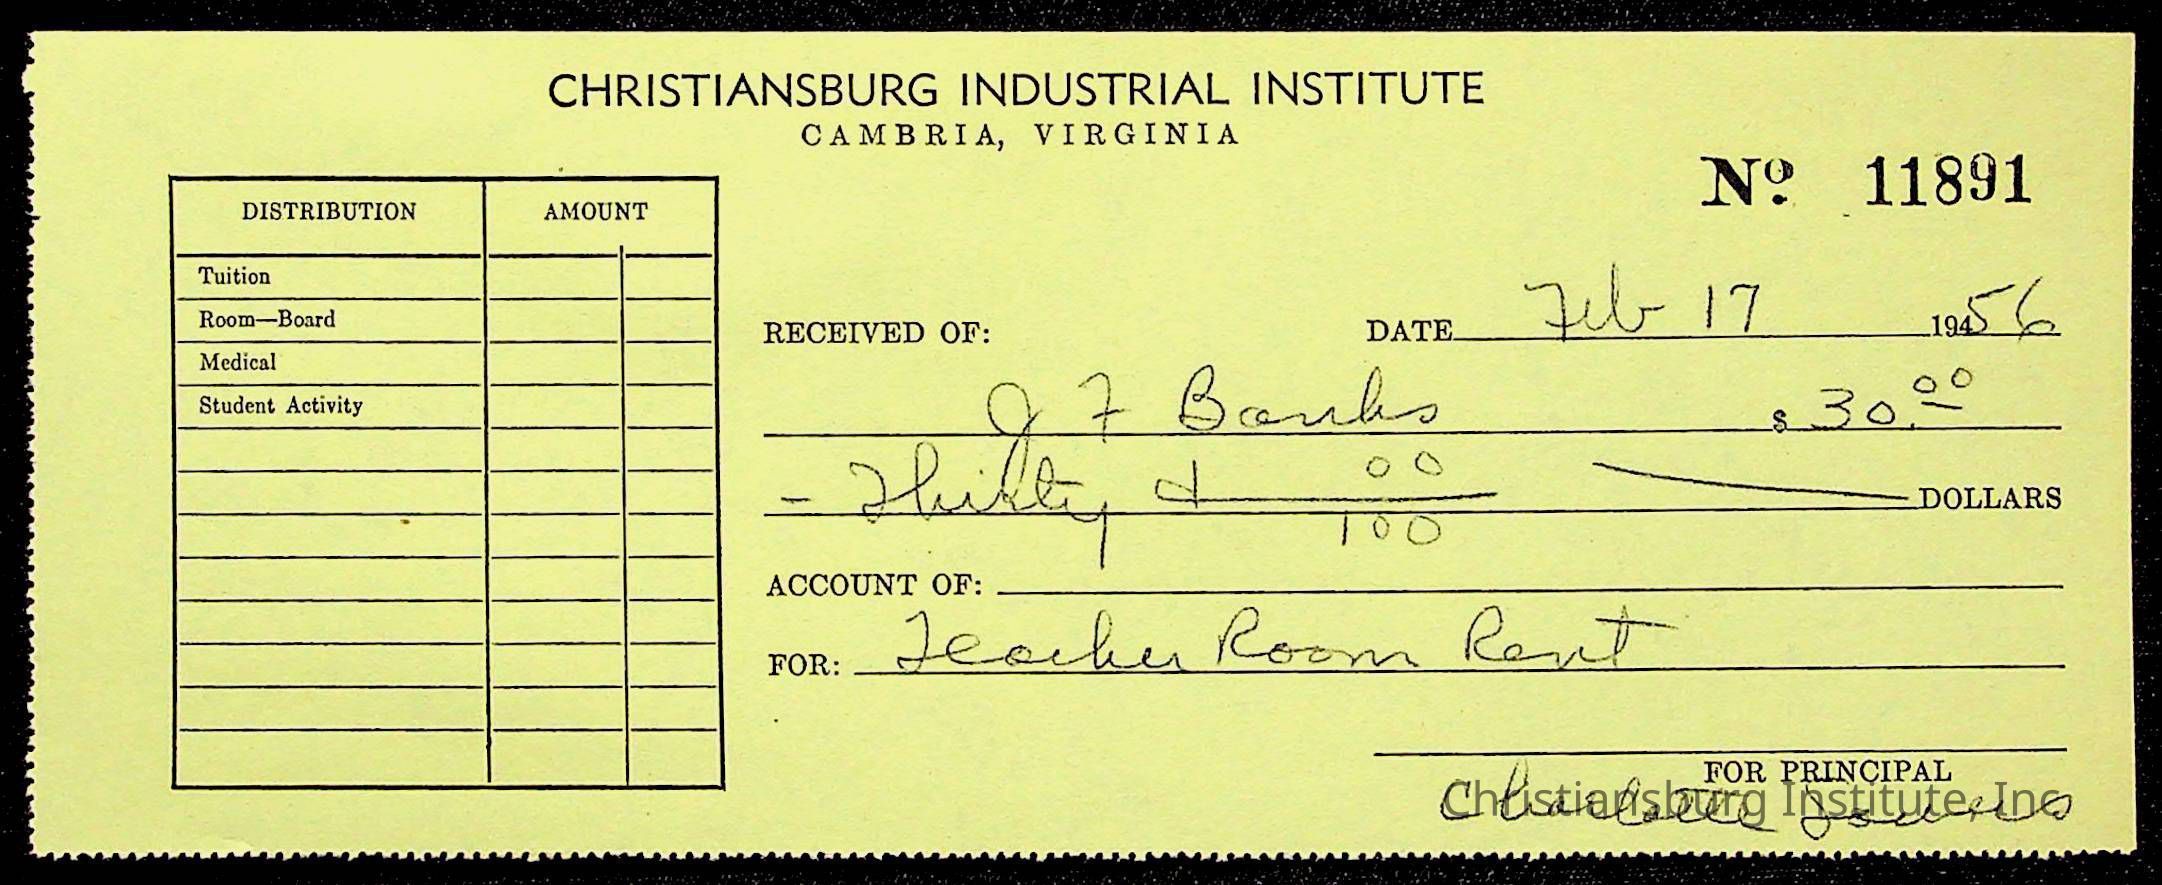 CHRISTIANSBURG INDUSTRIAL INSTITUTE
CAMBRIA, VIRGINIA
Nº 11891
DISTRIBUTION AMOUNT
Tuition
Room—Board
Medical
Student Activity
RECEIVED OF: DATE Feb 17 19456
J F Banks $ 30.00
- Thirty & 00/100 DOLLARS
ACCOUNT OF:
FOR: Teacher Room Rent
FOR PRINCIPAL
Charlotte
Christiansburg Institute, Inc